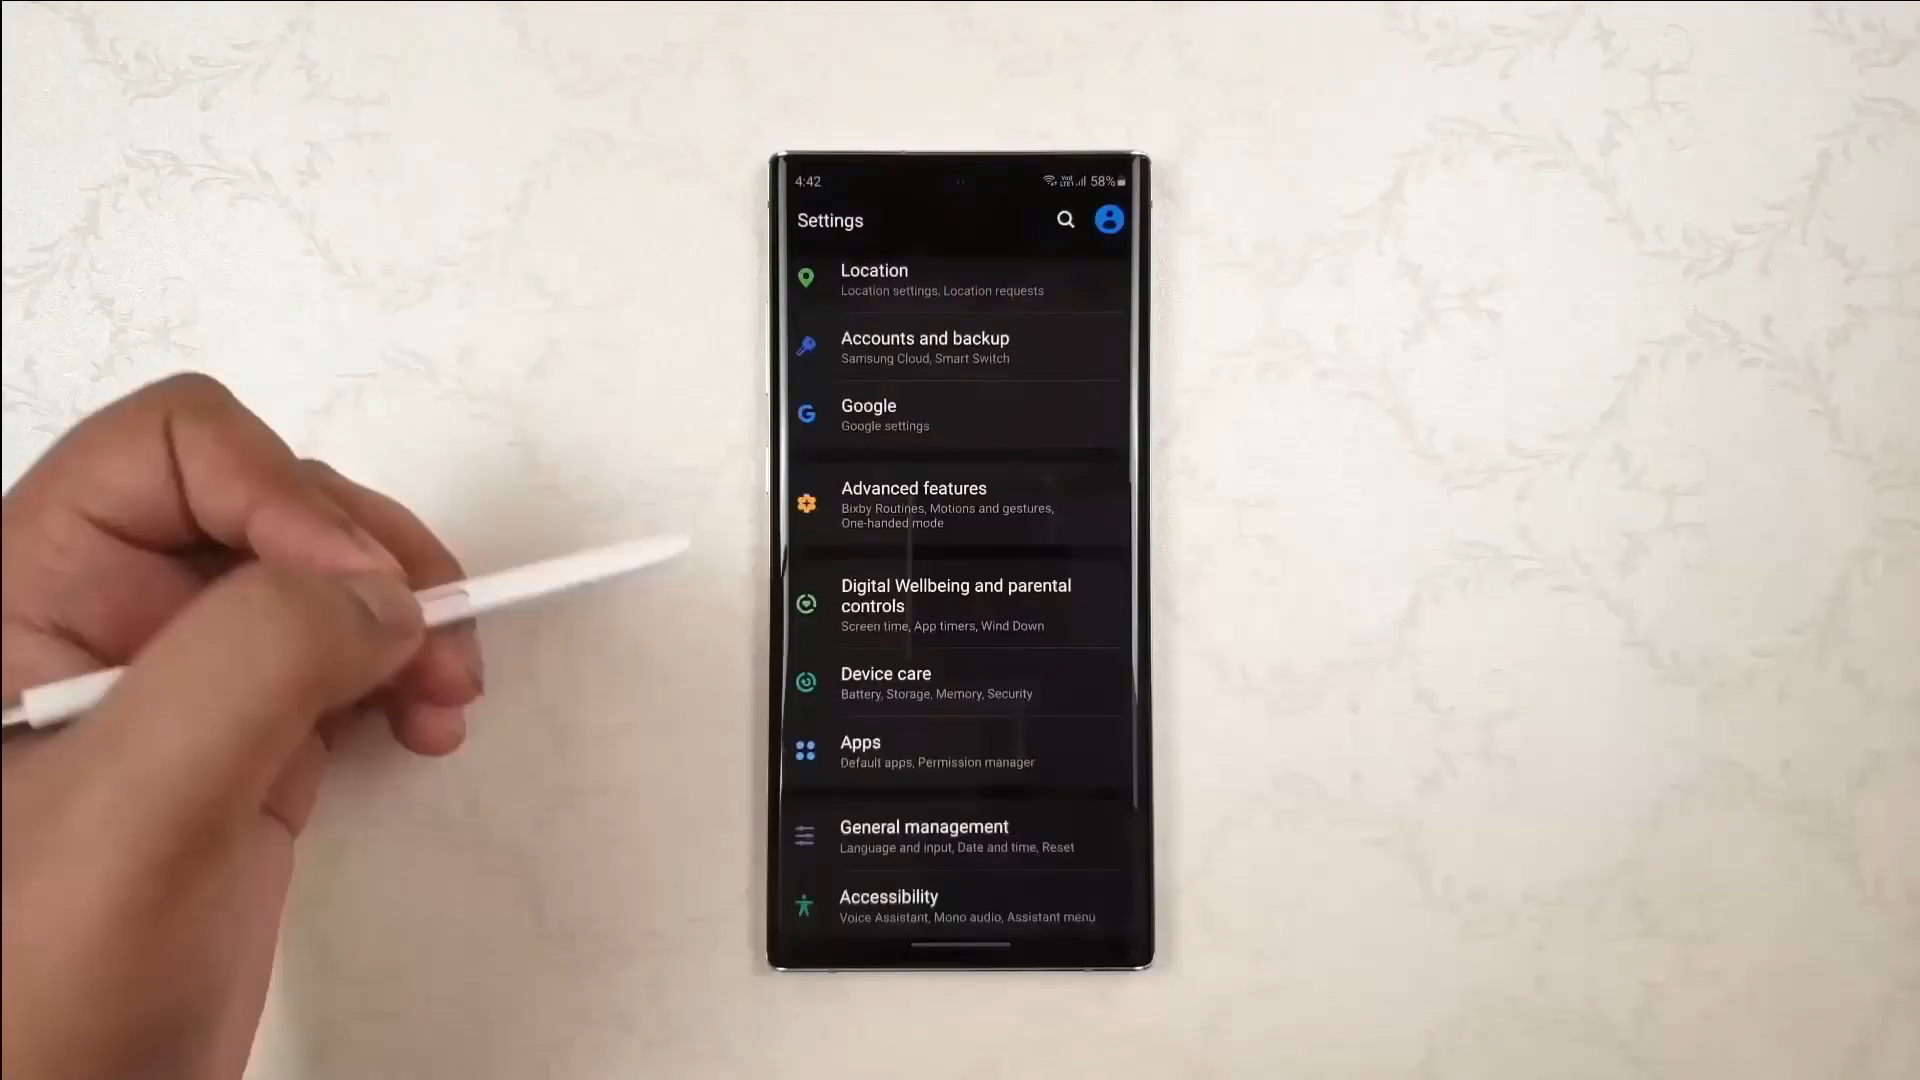 4:42
VoD
LTE1
58%
Settings
Location
Location settings, Location requests
Accounts and backup
Samsung Cloud, Smart Switch
Google
Google settings
Advanced features
Bixby Routines, Motions and gestures,
One-handed mode
Digital Wellbeing and parental
controls
Screen time, App timers, Wind Down
Device care
Battery, Storage, Memory, Security
Apps
Default apps, Permission manager
General management
Language and input, Date and time, Reset
Accessibility
Voice Assistant, Mono audio, Assistant menu